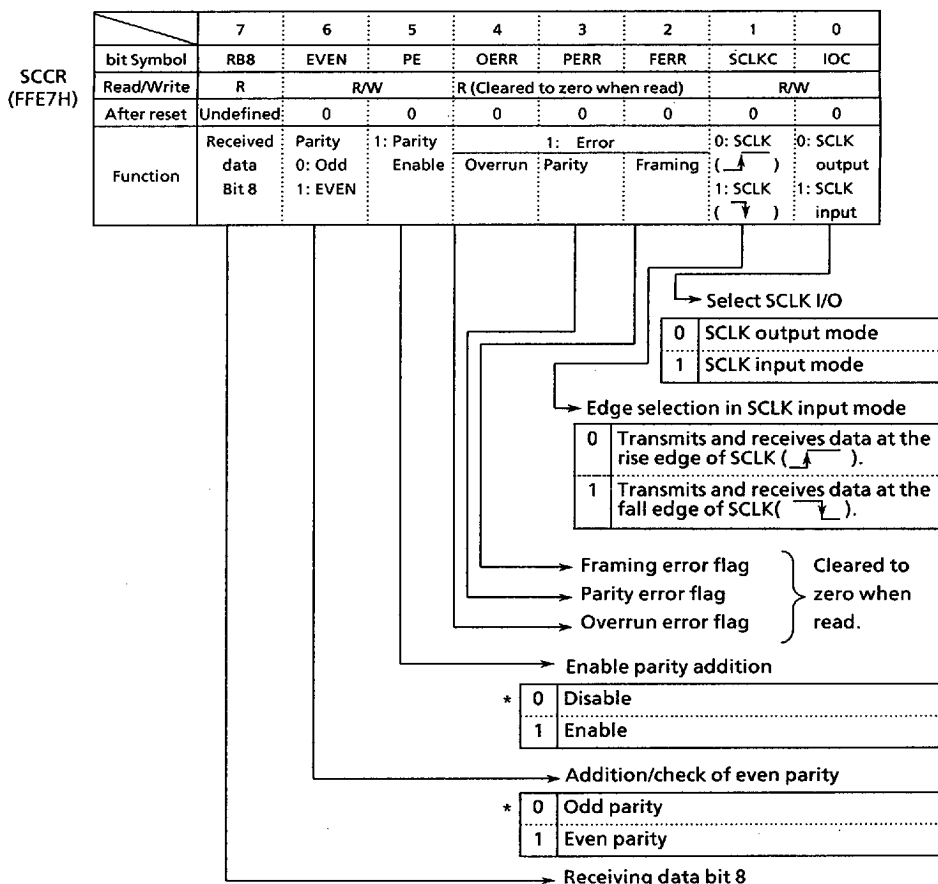 7 6 5 4 3 2 1 0
bit Symbol RB8 EVEN PE OERR PERR FERR SCLKC IOC
SCCR
(FFE7H)
Read/Write R R/W R (Cleared to zero when read) R/W
After reset Undefined 0 0 0 0 0 0 0
Function
Received
data
Bit 8
Parity
0: Odd
1: EVEN
1: Parity
Enable
1: Error
Overrun Parity Framing
0: SCLK
( )
1: SCLK
( )
0: SCLK
output
1: SCLK
input
Select SCLK I/O
0 SCLK output mode
1 SCLK input mode
Edge selection in SCLK input mode
0 Transmits and receives data at the
rise edge of SCLK ( ).
1 Transmits and receives data at the
fall edge of SCLK( ).
Framing error flag
Parity error flag
Overrun error flag
Cleared to
zero when
read.
Enable parity addition
* 0 Disable
1 Enable
Addition/check of even parity
* 0 Odd parity
1 Even parity
Receiving data bit 8